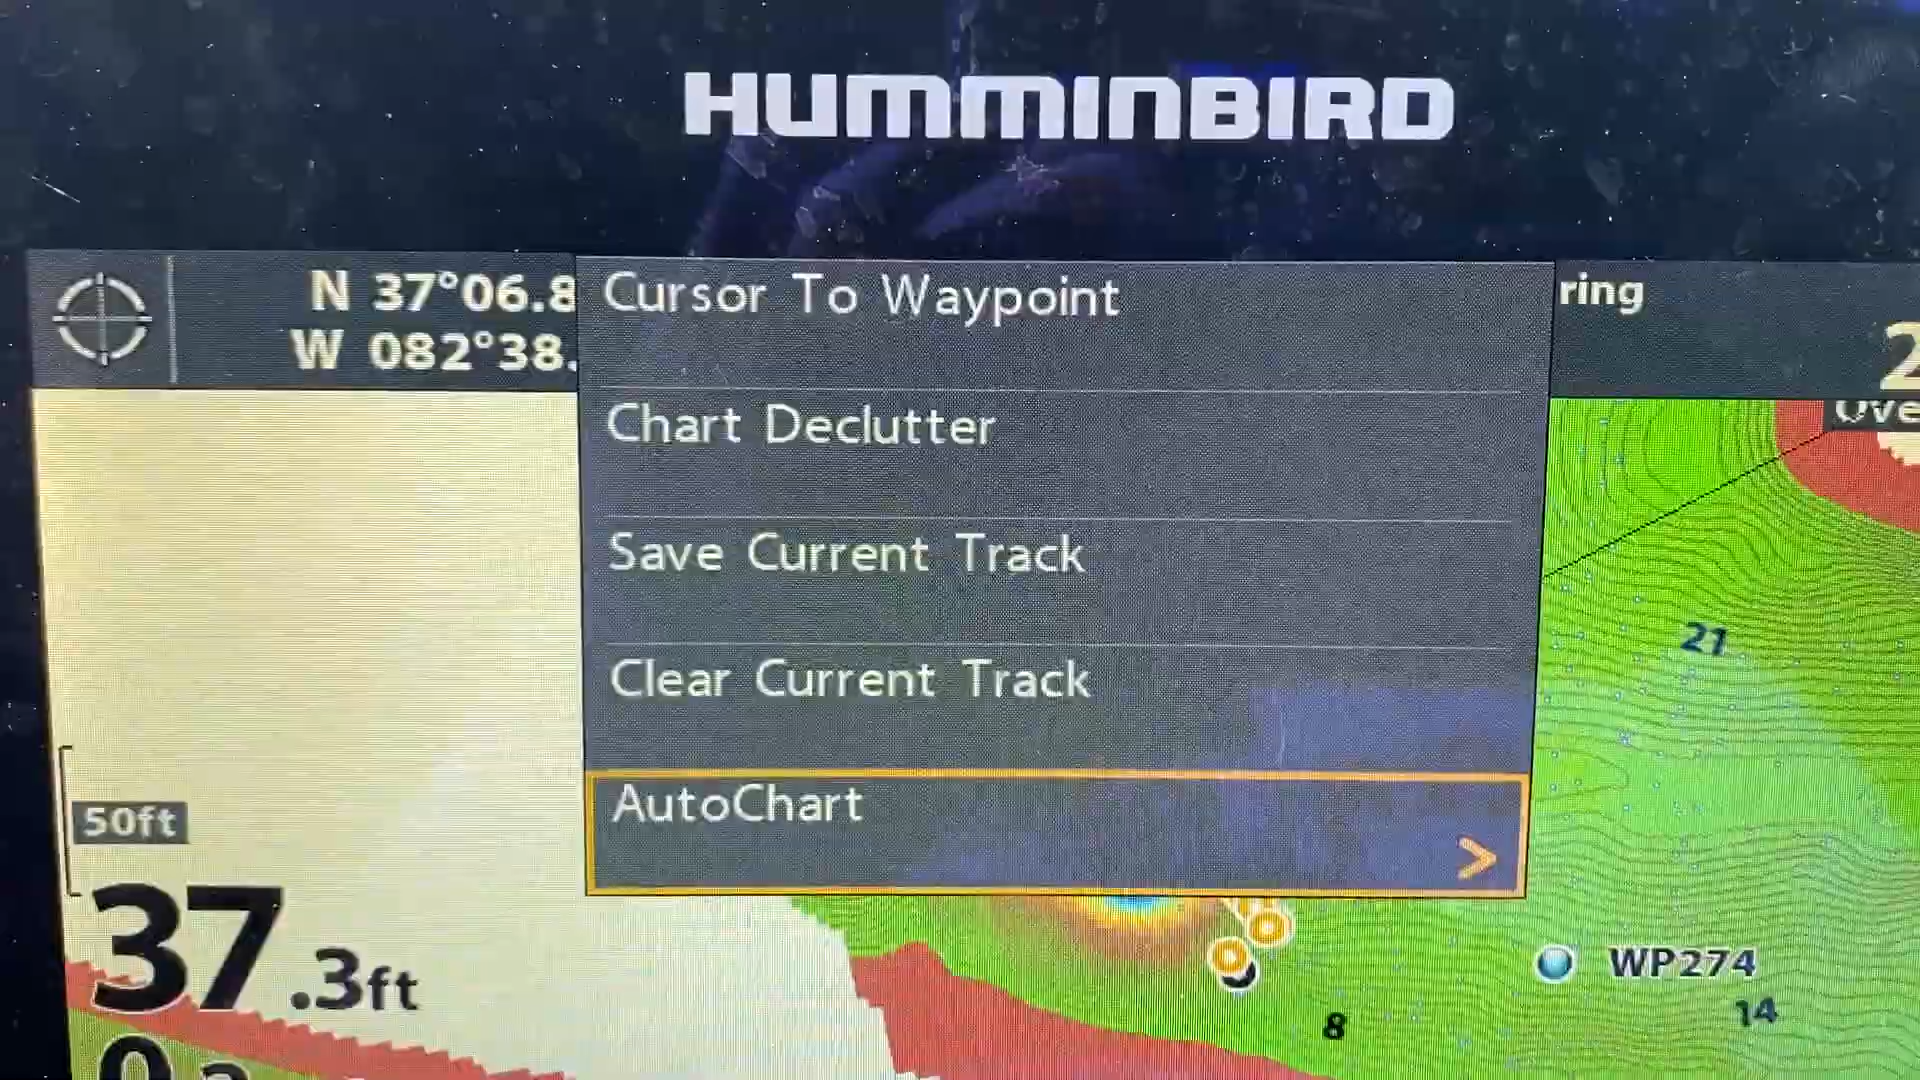 HUMMINBIRD
N 37°06.8
W 082°38.
Cursor To Waypoint
ring
Chart Declutter
Save Current Track
21
Clear Current Track
AutoChart
>
50ft
37.3ft
WP274
14
8